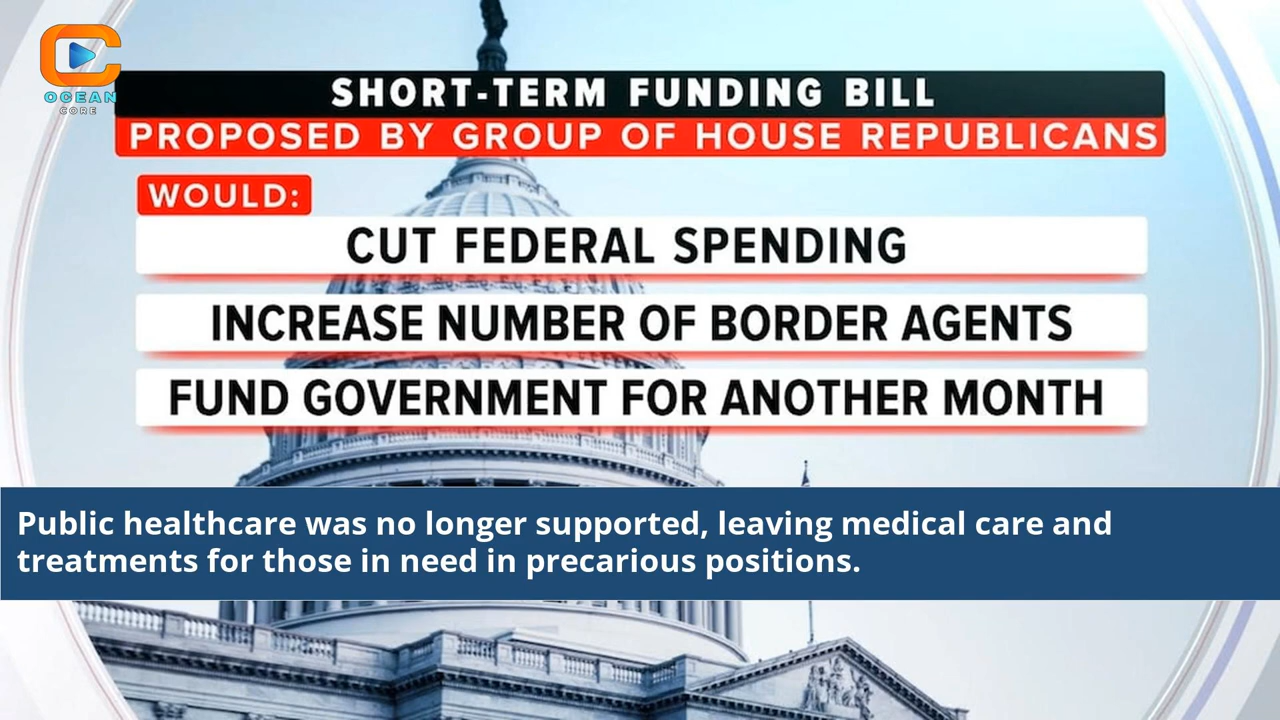 OCEAN
CORE
SHORT-TERM FUNDING BILL
PROPOSED BY GROUP OF HOUSE REPUBLICANS
WOULD:
CUT FEDERAL SPENDING
INCREASE NUMBER OF BORDER AGENTS
FUND GOVERNMENT FOR ANOTHER MONTH
Public healthcare was no longer supported, leaving medical care and
treatments for those in need in precarious positions.